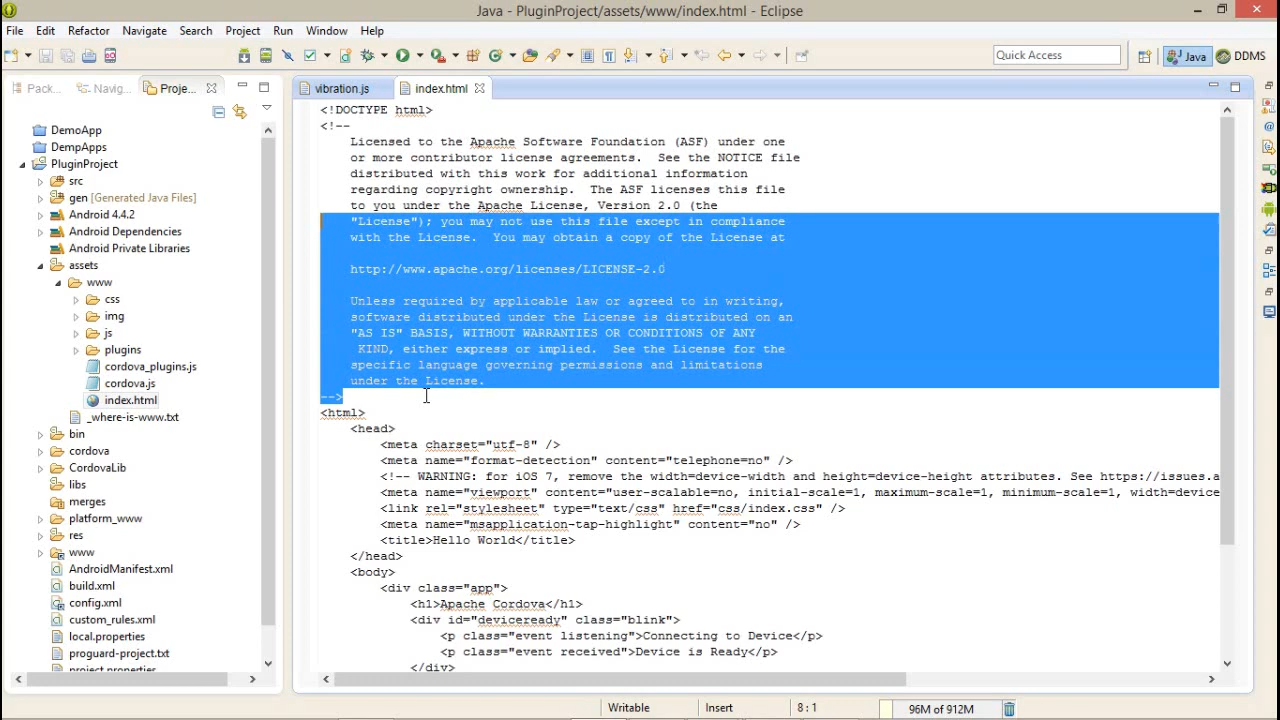 Java - PluginProject/assets/www/index.html - Eclipse
File Edit Refactor Navigate Search Project Run Window Help
Quick Access
Java
DDMS
Pack...
Navig...
Proje...
vibration.js
index.html
DemoApp
DempApps
PluginProject
src
gen [Generated Java Files]
Android 4.4.2
Android Dependencies
Android Private Libraries
assets
www
css
img
js
plugins
cordova_plugins.js
cordova.js
index.html
_where-is-www.txt
bin
cordova
CordovaLib
libs
merges
platform_www
res
www
AndroidManifest.xml
build.xml
config.xml
custom_rules.xml
local.properties
proguard-project.txt
project.properties
<!DOCTYPE html>
<!--
Licensed to the Apache Software Foundation (ASF) under one
or more contributor license agreements.  See the NOTICE file
distributed with this work for additional information
regarding copyright ownership.  The ASF licenses this file
to you under the Apache License, Version 2.0 (the
"License"); you may not use this file except in compliance
with the License.  You may obtain a copy of the License at
http://www.apache.org/licenses/LICENSE-2.0
Unless required by applicable law or agreed to in writing,
software distributed under the License is distributed on an
"AS IS" BASIS, WITHOUT WARRANTIES OR CONDITIONS OF ANY
KIND, either express or implied.  See the License for the
specific language governing permissions and limitations
under the License.
-->
<html>
<head>
<meta charset="utf-8" />
<meta name="format-detection" content="telephone=no" />
<!-- WARNING: for iOS 7, remove the width=device-width and height=device-height attributes. See https://issues.a
<meta name="viewport" content="user-scalable=no, initial-scale=1, maximum-scale=1, minimum-scale=1, width=device
<link rel="stylesheet" type="text/css" href="css/index.css" />
<meta name="msapplication-tap-highlight" content="no" />
<title>Hello World</title>
</head>
<body>
<div class="app">
<h1>Apache Cordova</h1>
<div id="deviceready" class="blink">
<p class="event listening">Connecting to Device</p>
<p class="event received">Device is Ready</p>
</div>
Writable
Insert
8 : 1
96M of 912M